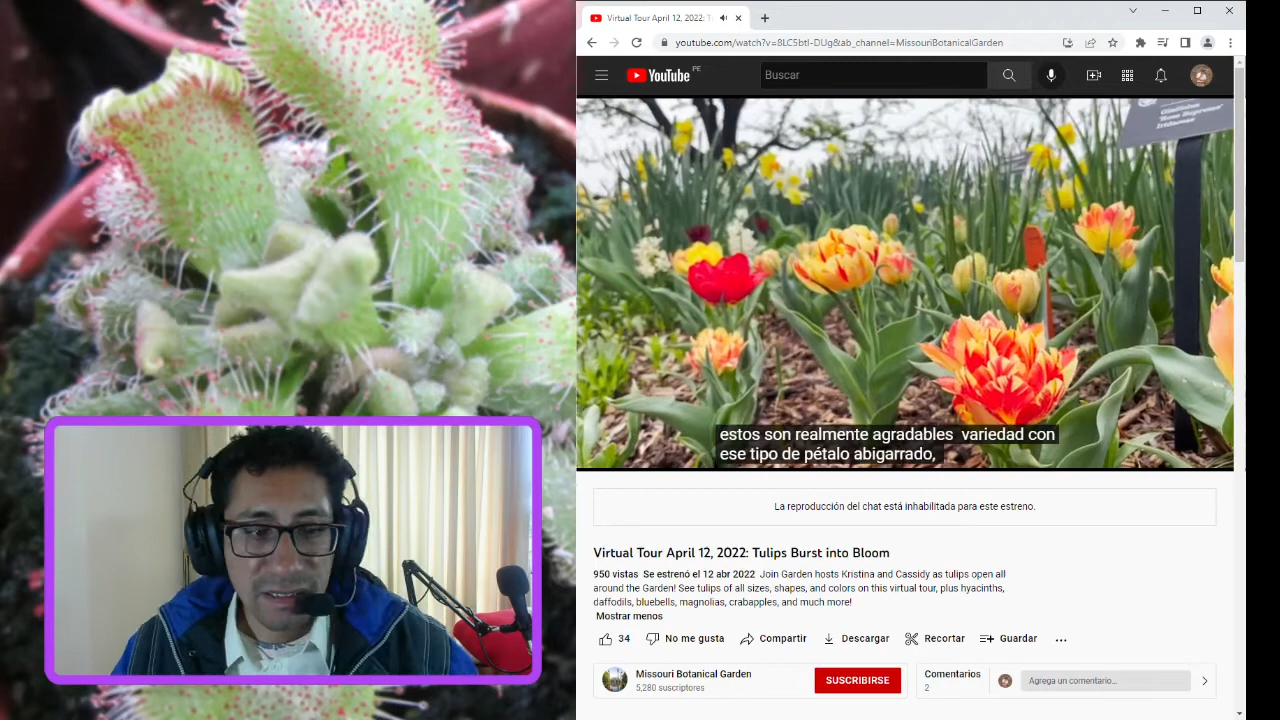 Virtual Tour April 12, 2022: T
youtube.com/watch?v=8LC5btI-DUg&ab_channel=MissouriBotanicalGarden
YouTube PE
Buscar
estos son realmente agradables variedad con
ese tipo de pétalo abigarrado,
La reproducción del chat está inhabilitada para este estreno.
Virtual Tour April 12, 2022: Tulips Burst into Bloom
950 vistas Se estrenó el 12 abr 2022 Join Garden hosts Kristina and Cassidy as tulips open all
around the Garden! See tulips of all sizes, shapes, and colors on this virtual tour, plus hyacinths,
daffodils, bluebells, magnolias, crabapples, and much more!
Mostrar menos
34 No me gusta Compartir Descargar Recortar Guardar
Missouri Botanical Garden
5,280 suscriptores
SUSCRIBIRSE
Comentarios
2
Agrega un comentario...